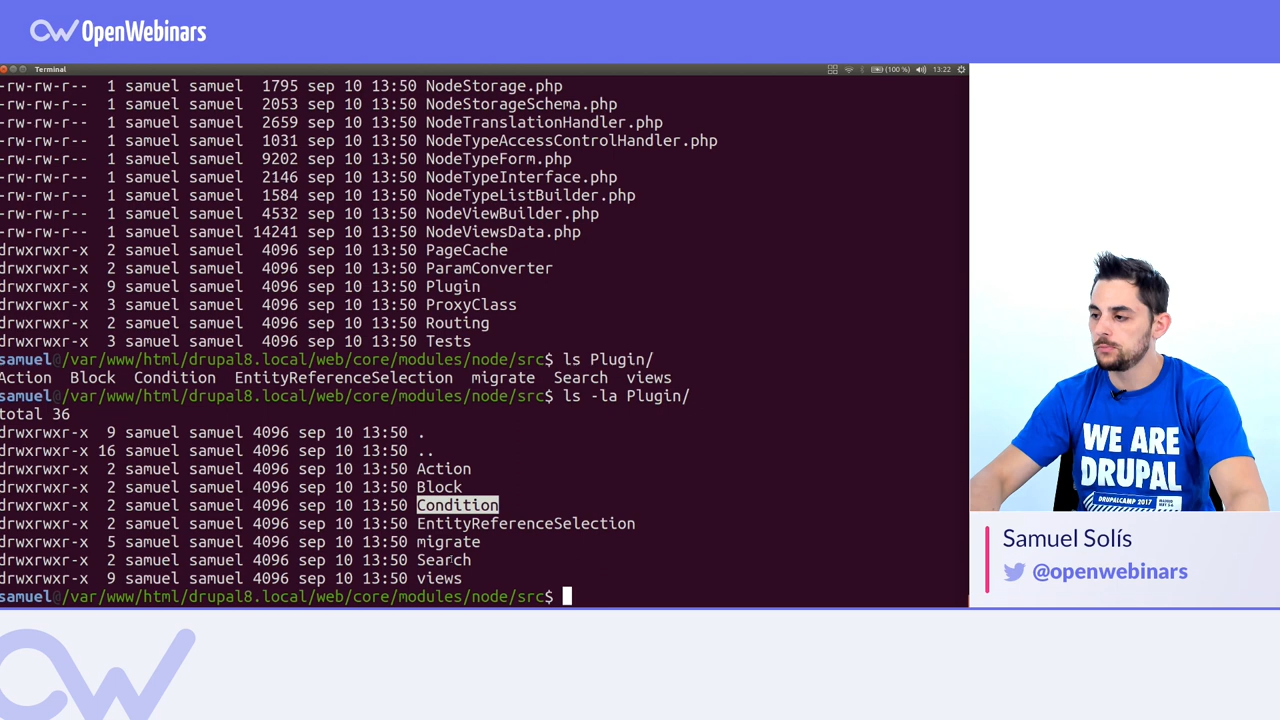 OpenWebinars
Terminal
(100 %) 13:22
-rw-rw-r-- 1 samuel samuel 1795 sep 10 13:50 NodeStorage.php
-rw-rw-r-- 1 samuel samuel 2053 sep 10 13:50 NodeStorageSchema.php
-rw-rw-r-- 1 samuel samuel 2659 sep 10 13:50 NodeTranslationHandler.php
-rw-rw-r-- 1 samuel samuel 1031 sep 10 13:50 NodeTypeAccessControlHandler.php
-rw-rw-r-- 1 samuel samuel 9202 sep 10 13:50 NodeTypeForm.php
-rw-rw-r-- 1 samuel samuel 2146 sep 10 13:50 NodeTypeInterface.php
-rw-rw-r-- 1 samuel samuel 1584 sep 10 13:50 NodeTypeListBuilder.php
-rw-rw-r-- 1 samuel samuel 4532 sep 10 13:50 NodeViewBuilder.php
-rw-rw-r-- 1 samuel samuel 14241 sep 10 13:50 NodeViewsData.php
drwxrwxr-x 2 samuel samuel 4096 sep 10 13:50 PageCache
drwxrwxr-x 2 samuel samuel 4096 sep 10 13:50 ParamConverter
drwxrwxr-x 9 samuel samuel 4096 sep 10 13:50 Plugin
drwxrwxr-x 3 samuel samuel 4096 sep 10 13:50 ProxyClass
drwxrwxr-x 2 samuel samuel 4096 sep 10 13:50 Routing
drwxrwxr-x 3 samuel samuel 4096 sep 10 13:50 Tests
samuel@/var/www/html/drupal8.local/web/core/modules/node/src$ ls Plugin/
Action Block Condition EntityReferenceSelection migrate Search views
samuel@/var/www/html/drupal8.local/web/core/modules/node/src$ ls -la Plugin/
total 36
drwxrwxr-x 9 samuel samuel 4096 sep 10 13:50 .
drwxrwxr-x 16 samuel samuel 4096 sep 10 13:50 ..
drwxrwxr-x 2 samuel samuel 4096 sep 10 13:50 Action
drwxrwxr-x 2 samuel samuel 4096 sep 10 13:50 Block
drwxrwxr-x 2 samuel samuel 4096 sep 10 13:50 Condition
drwxrwxr-x 2 samuel samuel 4096 sep 10 13:50 EntityReferenceSelection
drwxrwxr-x 5 samuel samuel 4096 sep 10 13:50 migrate
drwxrwxr-x 2 samuel samuel 4096 sep 10 13:50 Search
drwxrwxr-x 9 samuel samuel 4096 sep 10 13:50 views
samuel@/var/www/html/drupal8.local/web/core/modules/node/src$
WE ARE
DRUPAL
DRUPALCAMP 2017
Samuel Solís
@openwebinars